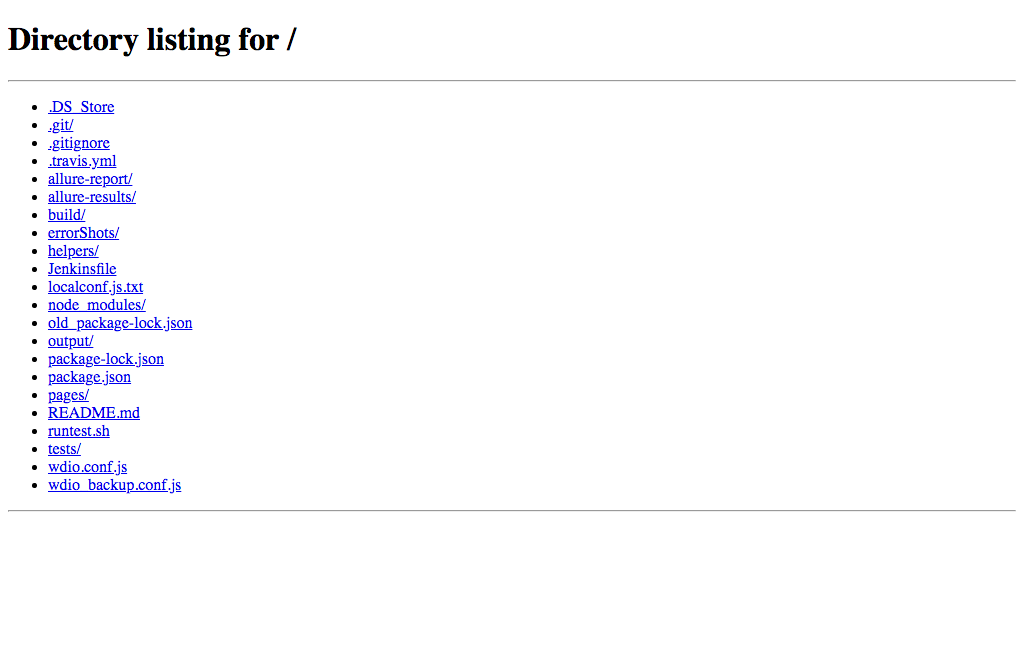 Directory listing for /
.DS_Store
.git/
.gitignore
.travis.yml
allure-report/
allure-results/
build/
errorShots/
helpers/
Jenkinsfile
localconf.js.txt
node_modules/
old_package-lock.json
output/
package-lock.json
package.json
pages/
README.md
runtest.sh
tests/
wdio.conf.js
wdio_backup.conf.js